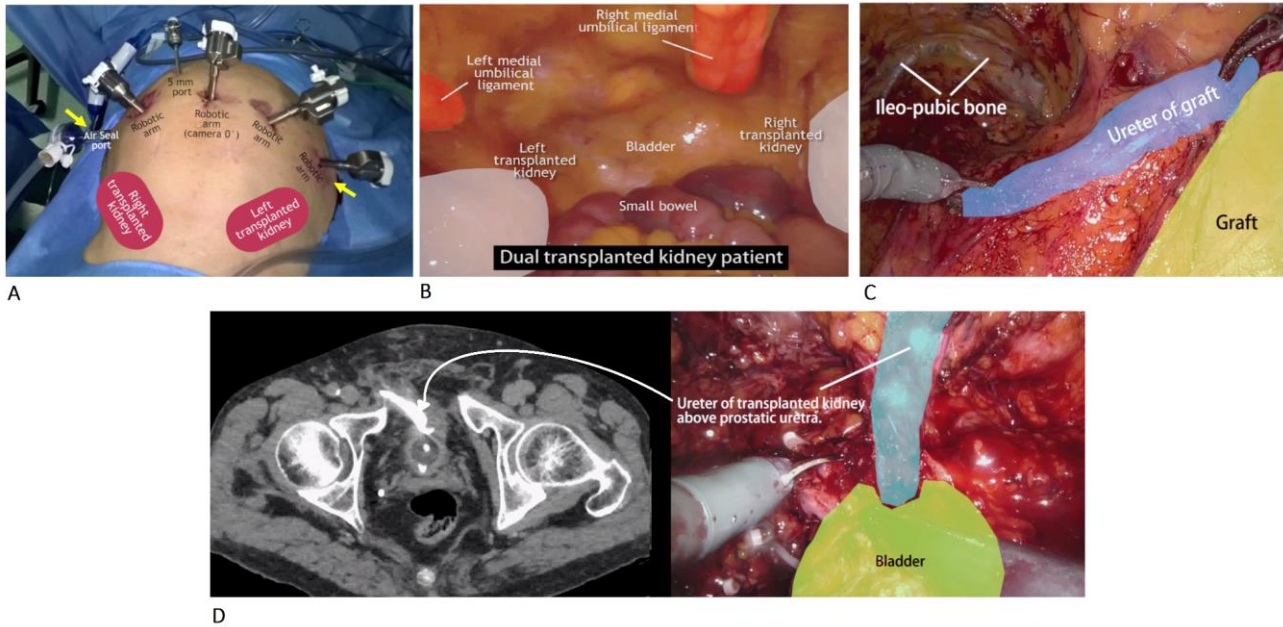 5 mm
port
Air Seal
port
Robotic
arm
Robotic
arm
(camera 0°)
Robotic
arm
Robotic
arm
Right
transplanted
kidney
Left
transplanted
kidney
A
Right medial
umbilical ligament
Left medial
umbilical
ligament
Left
transplanted
kidney
Bladder
Right
transplanted
kidney
Small bowel
Dual transplanted kidney patient
B
Ileo-pubic bone
Ureter of graft
Graft
C
Ureter of transplanted kidney
above prostatic uretra.
Bladder
D